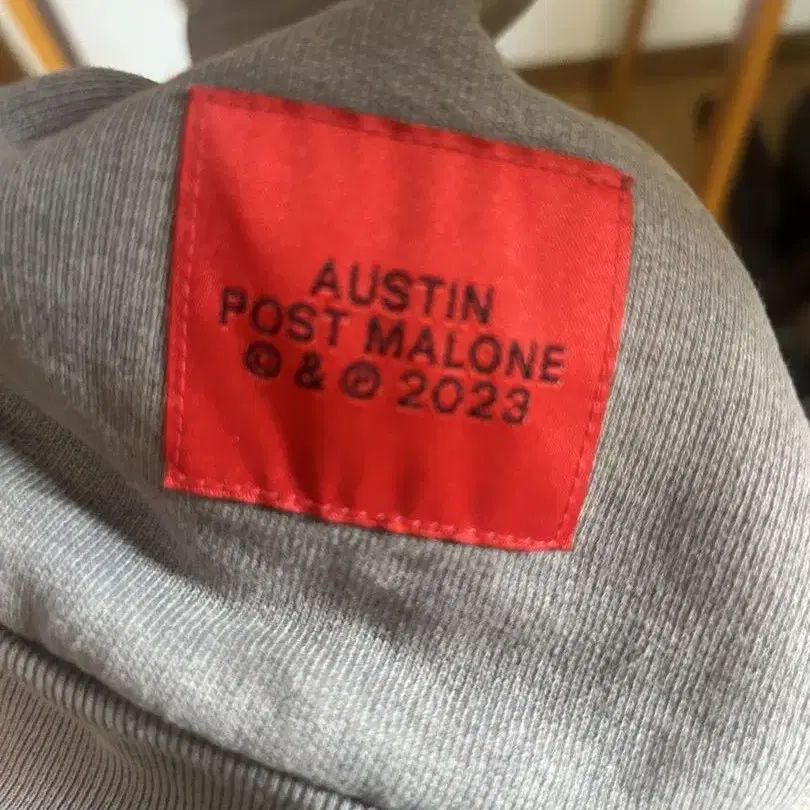 AUSTIN
POST MALONE
© & ℗ 2023